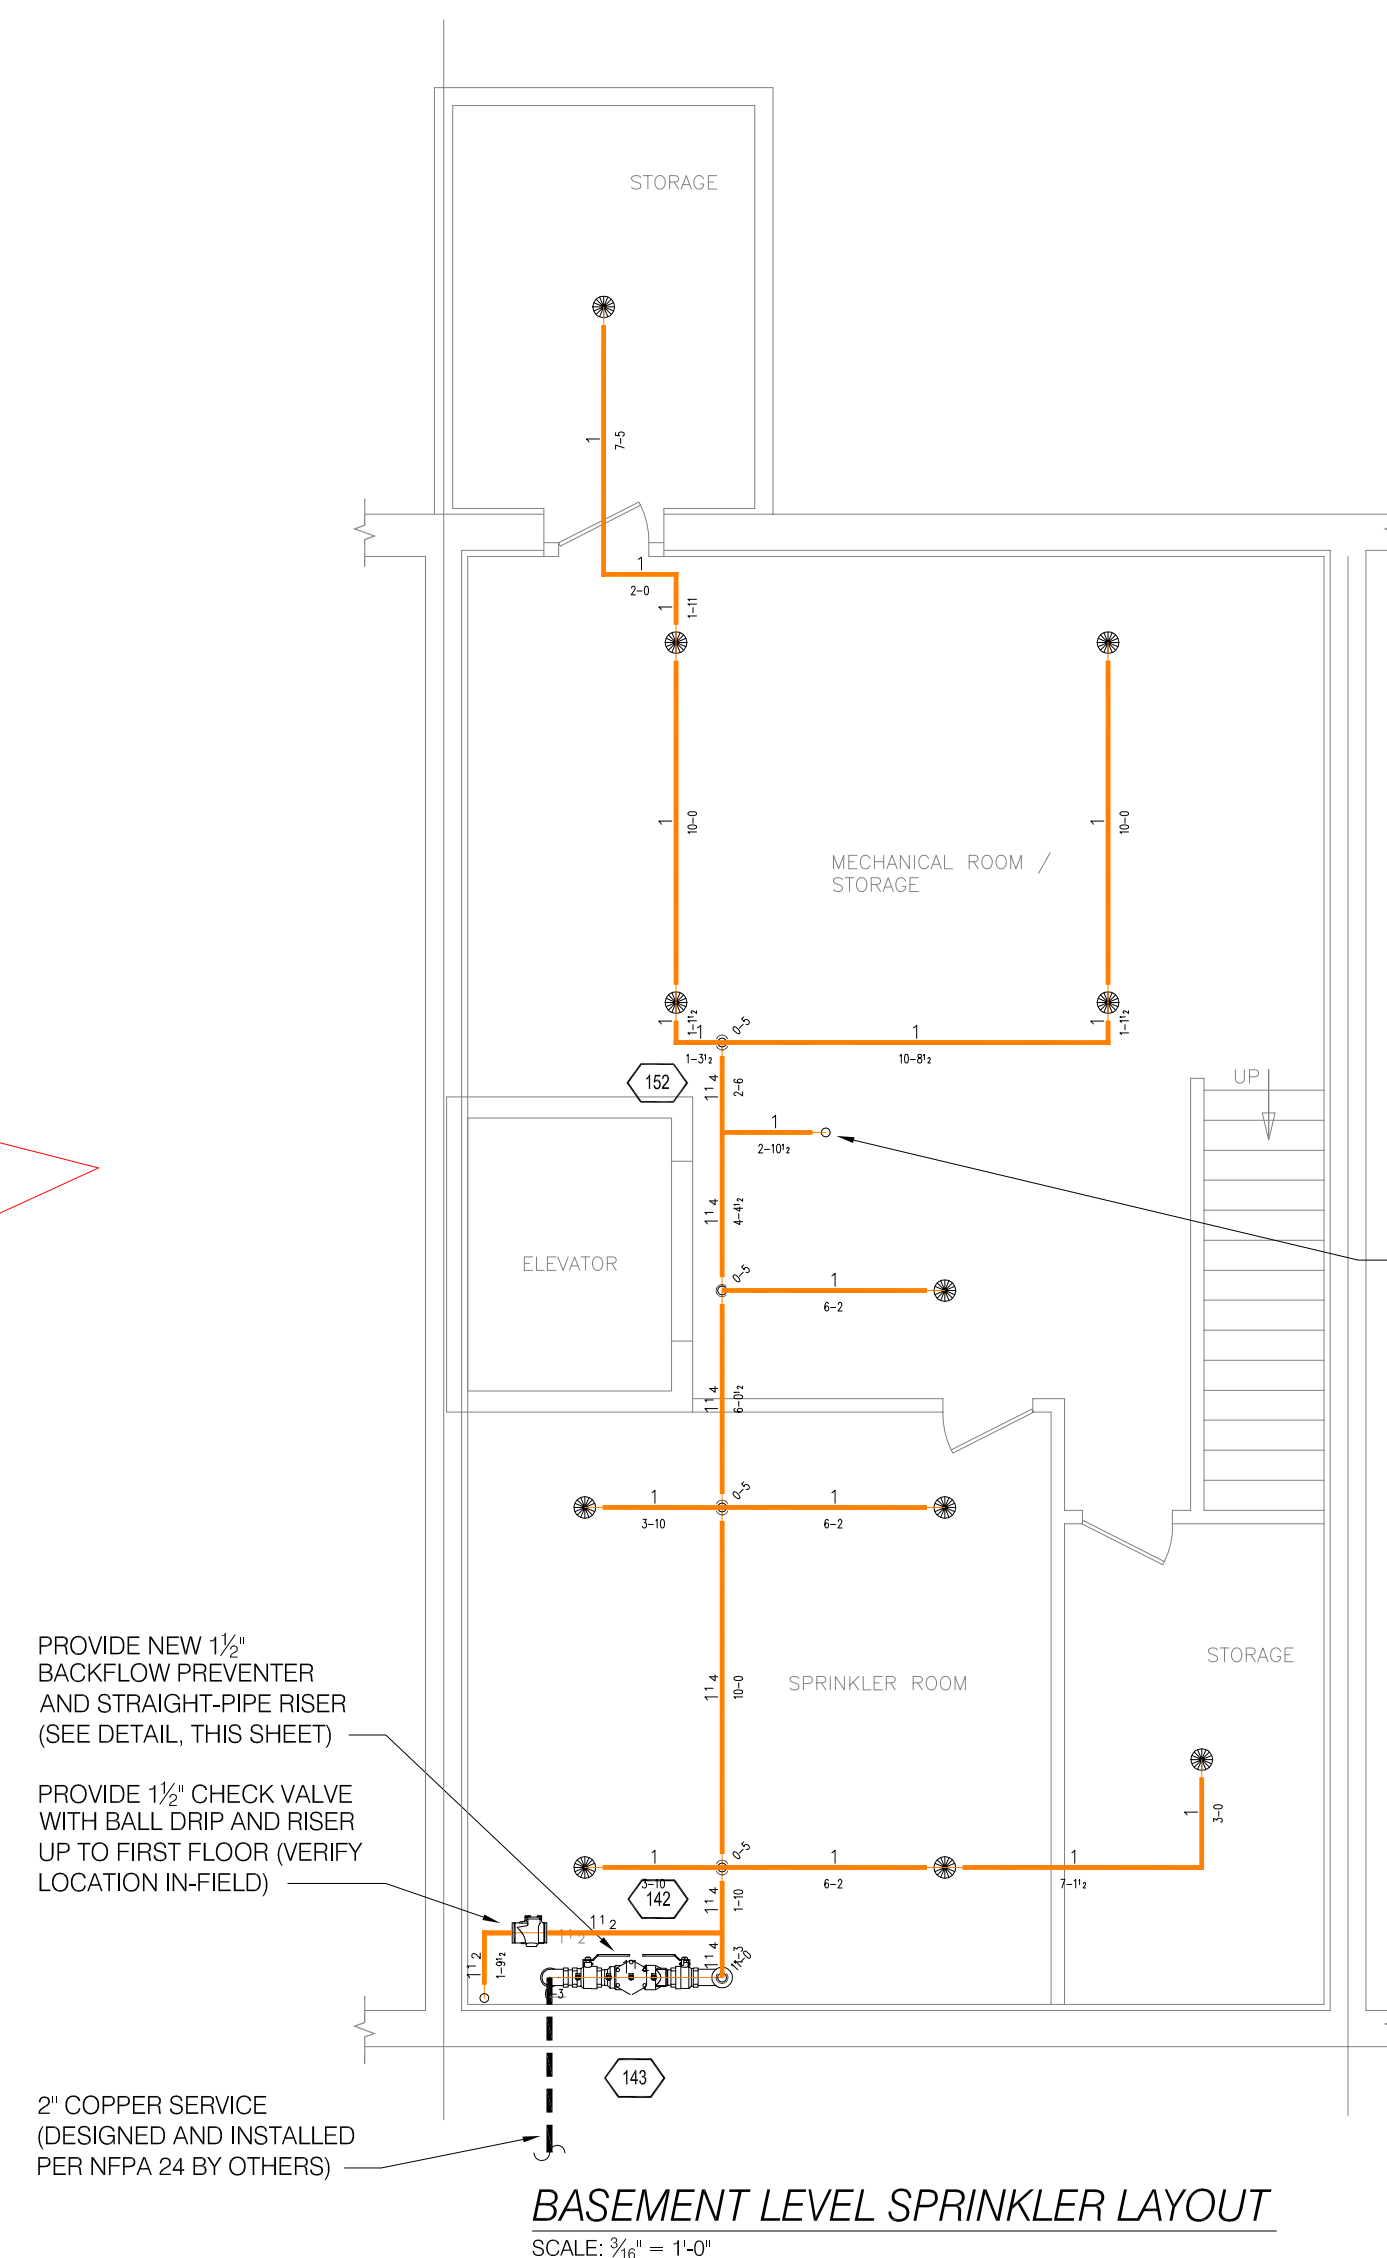 STORAGE
1
7-5
1
2-0
1
1-11
1
10-0
1
10-0
MECHANICAL ROOM /
STORAGE
1
1-1½
1
1-3½
0-5
1
10-8½
1
1-1½
152
1¼
2-6
1
2-10½
UP
1¼
4-4½
ELEVATOR
0-5
1
6-2
1¼
6-0½
1
3-10
0-5
1
6-2
PROVIDE NEW 1½"
BACKFLOW PREVENTER
AND STRAIGHT-PIPE RISER
(SEE DETAIL, THIS SHEET)
1¼
10-0
SPRINKLER ROOM
STORAGE
PROVIDE 1½" CHECK VALVE
WITH BALL DRIP AND RISER
UP TO FIRST FLOOR (VERIFY
LOCATION IN-FIELD)
1
3-0
1
3-10
0-5
1
6-2
1
7-1½
142
1¼
1-10
1½
1½
1½
1-9½
1¼
143
2" COPPER SERVICE
(DESIGNED AND INSTALLED
PER NFPA 24 BY OTHERS)
BASEMENT LEVEL SPRINKLER LAYOUT
SCALE: 3/16" = 1'-0"